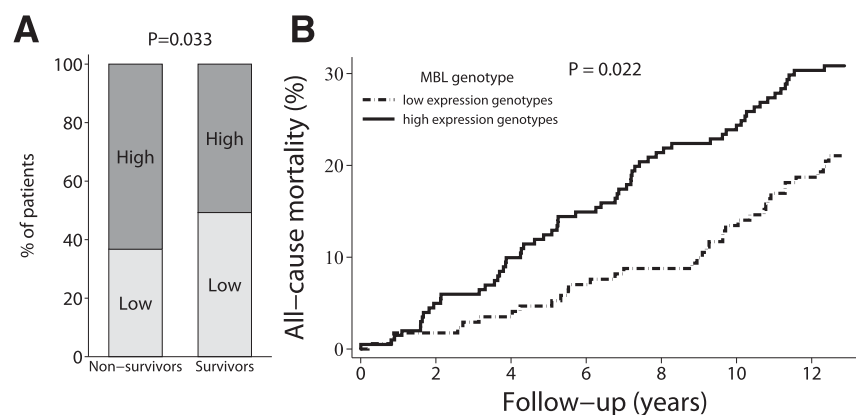 A
P=0.033
100
80
60
40
20
0
% of patients
High
Low
High
Low
Non−survivors
Survivors
B
P = 0.022
MBL genotype
low expression genotypes
high expression genotypes
All−cause mortality (%)
30
20
10
0
0 2 4 6 8 10 12
Follow−up (years)